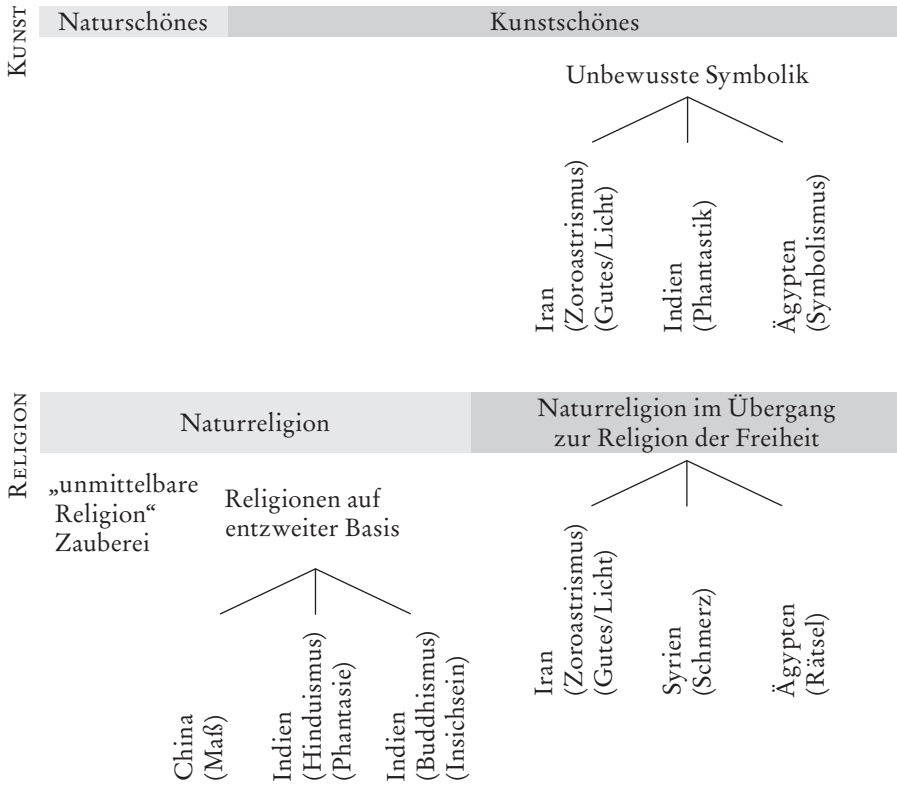 KUNST
Naturschönes
Kunstschönes
Unbewusste Symbolik
Iran
(Zoroastrismus)
(Gutes/Licht)
Indien
(Phantastik)
Ägypten
(Symbolismus)
RELIGION
Naturreligion
Naturreligion im Übergang
zur Religion der Freiheit
„unmittelbare
Religion“
Zauberei
Religionen auf
entzweiter Basis
China
(Maß)
Indien
(Hinduismus)
(Phantasie)
Indien
(Buddhismus)
(Insichsein)
Iran
(Zoroastrismus)
(Gutes/Licht)
Syrien
(Schmerz)
Ägypten
(Rätsel)